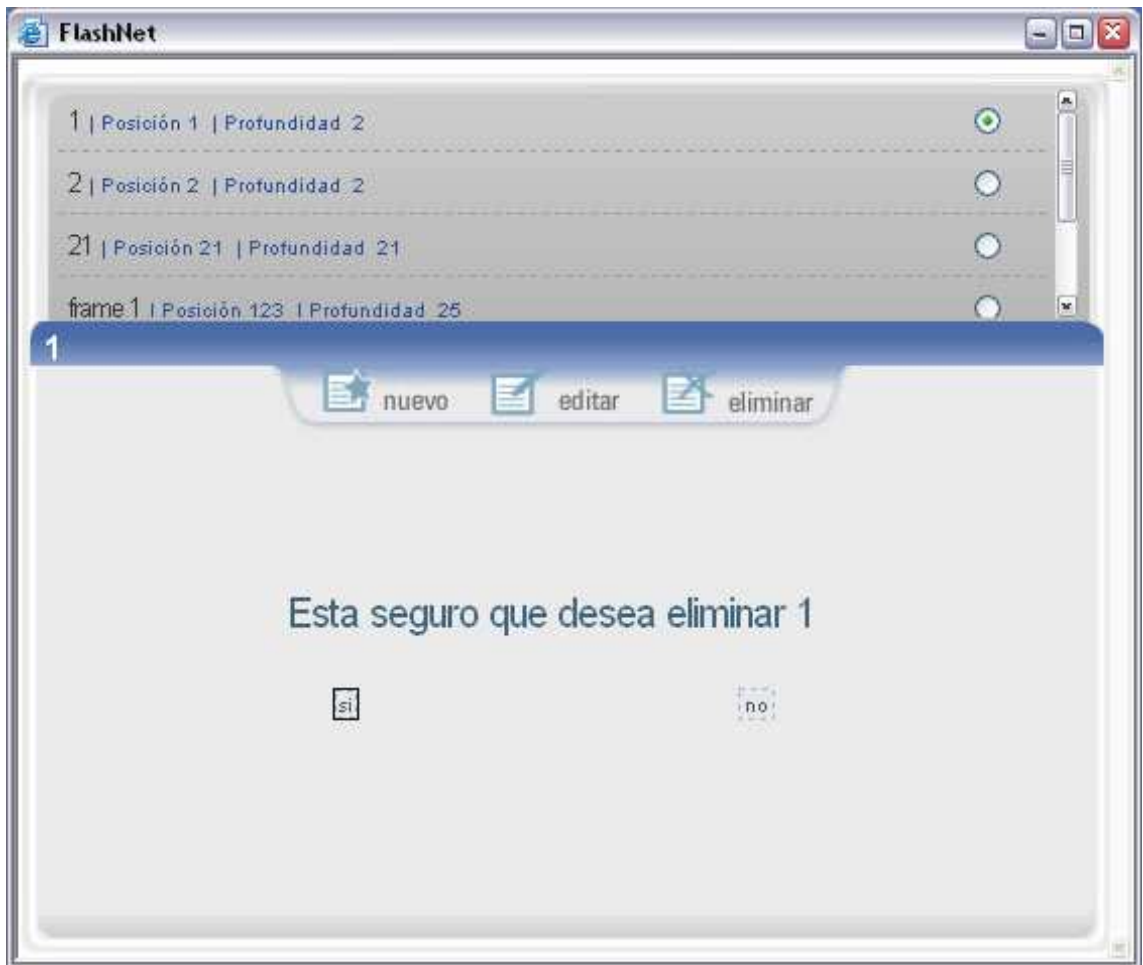 FlashNet
1 | Posición 1 | Profundidad 2
2 | Posición 2 | Profundidad 2
21 | Posición 21 | Profundidad 21
frame 1 | Posición 123 | Profundidad 25
1
nuevo editar eliminar
Esta seguro que desea eliminar 1
si no